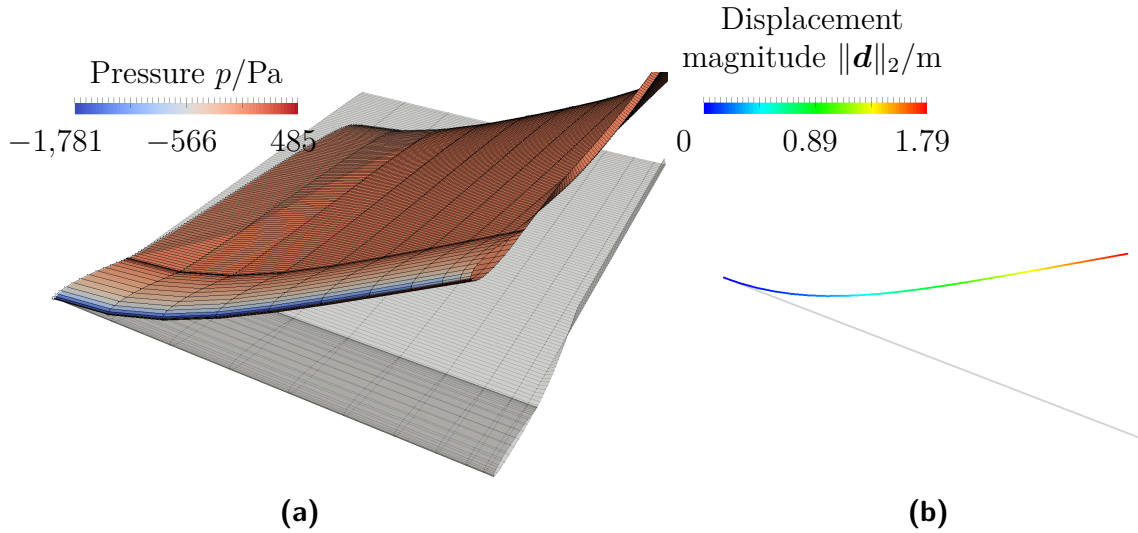 Pressure p/Pa
−1,781 −566 485
Displacement
magnitude ‖d‖₂/m
0 0.89 1.79
(a)
(b)